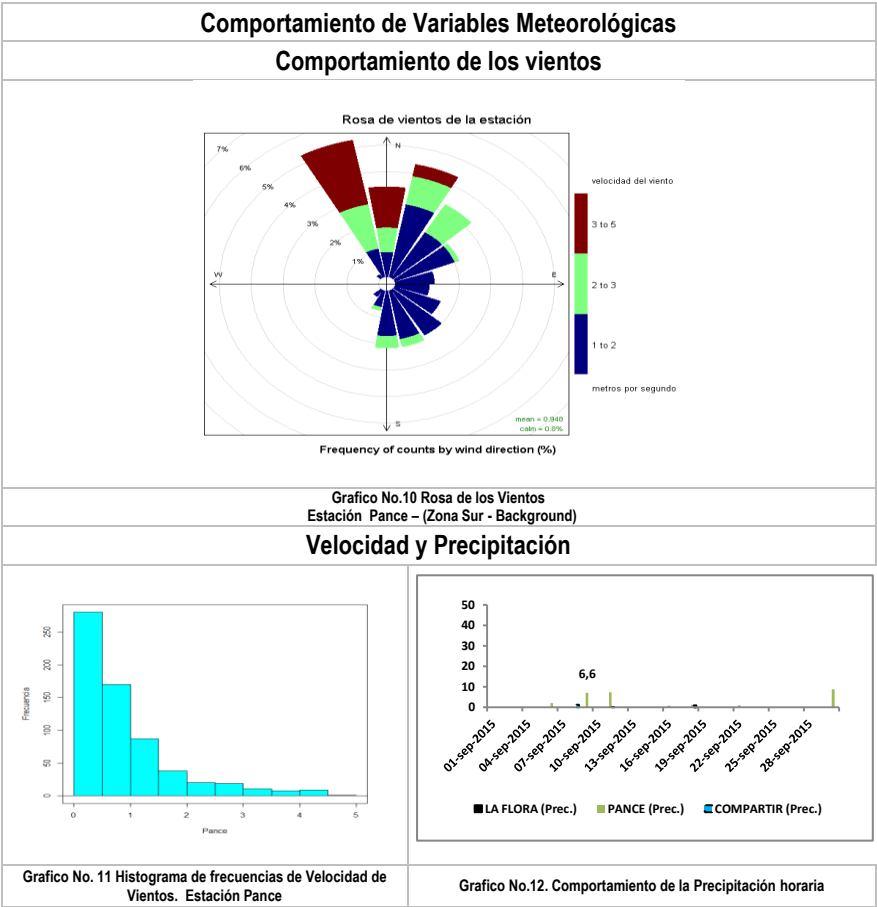 Comportamiento de Variables Meteorológicas
Comportamiento de los vientos
Rosa de vientos de la estación
7%
6%
5%
4%
3%
2%
1%
N
W
E
S
velocidad del viento
3 to 5
2 to 3
1 to 2
metros por segundo
mean = 0.948
calm = 0.8%
Frequency of counts by wind direction (%)
Grafico No.10 Rosa de los Vientos
Estación Pance – (Zona Sur - Background)
Velocidad y Precipitación
Frecuencia
250
200
150
100
50
0
0 1 2 3 4 5
Pance
50
40
30
20
10
0
6,6
01-sep-2015
04-sep-2015
07-sep-2015
10-sep-2015
13-sep-2015
16-sep-2015
19-sep-2015
22-sep-2015
25-sep-2015
28-sep-2015
LA FLORA (Prec.) PANCE (Prec.) COMPARTIR (Prec.)
Grafico No. 11 Histograma de frecuencias de Velocidad de
Vientos. Estación Pance
Grafico No.12. Comportamiento de la Precipitación horaria